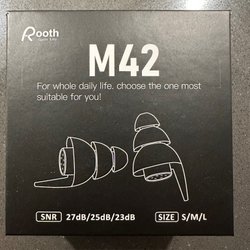 Rooth
M42
For whole daily life. choose the one most
suitable for you!
SNR 27dB/25dB/23dB
SIZE S/M/L